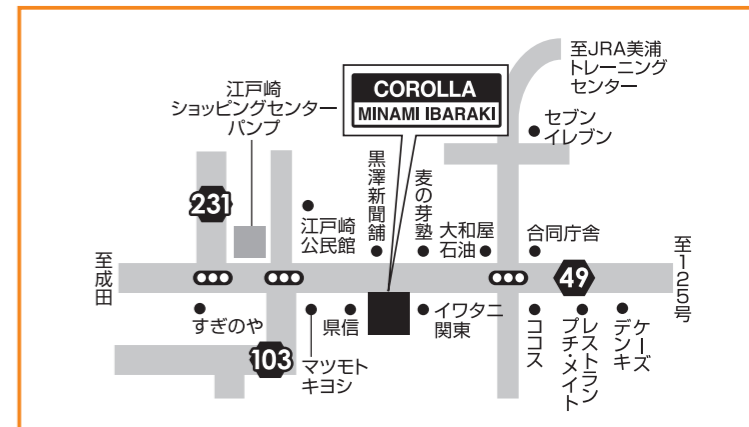 至JRA美浦
トレーニング
センター
江戸崎
ショッピングセンター
パンプ
COROLLA
MINAMI IBARAKI
セブン
イレブン
黒澤新聞舗
麦の芽塾
231
江戸崎
公民館
大和屋
石油
合同庁舎
至成田
49
至125号
すぎのや
県信
イワタニ
関東
ココス
レストラン
プチ・メイト
ケーズ
デンキ
103
マツモト
キヨシ